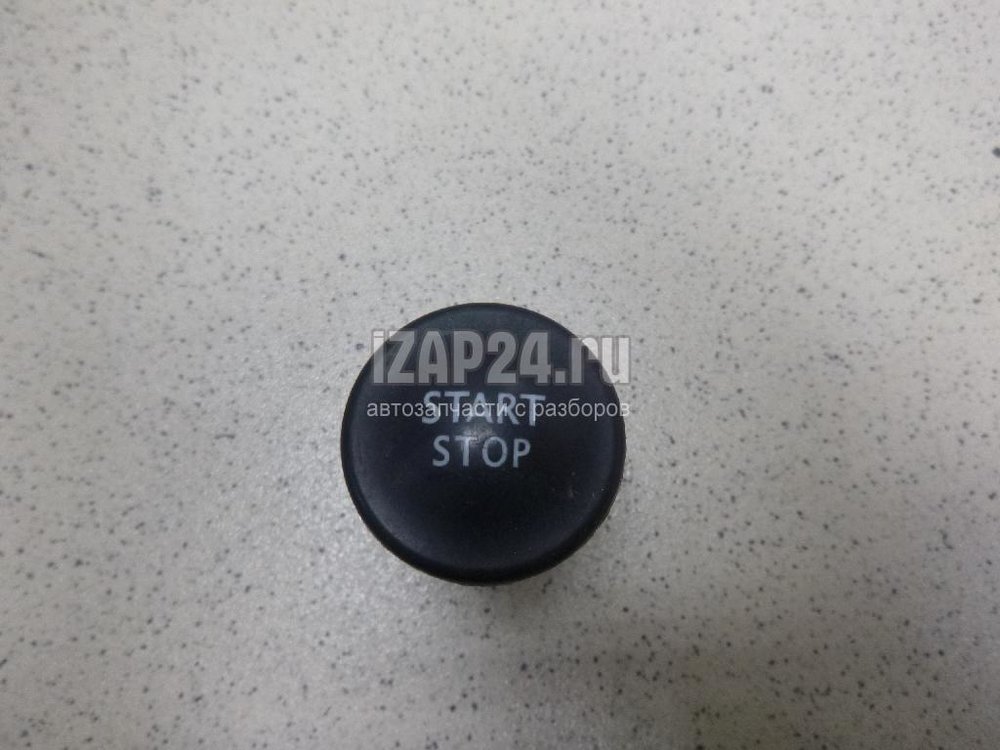 iZAP24.ru
START
автозапчасти с разборов
STOP